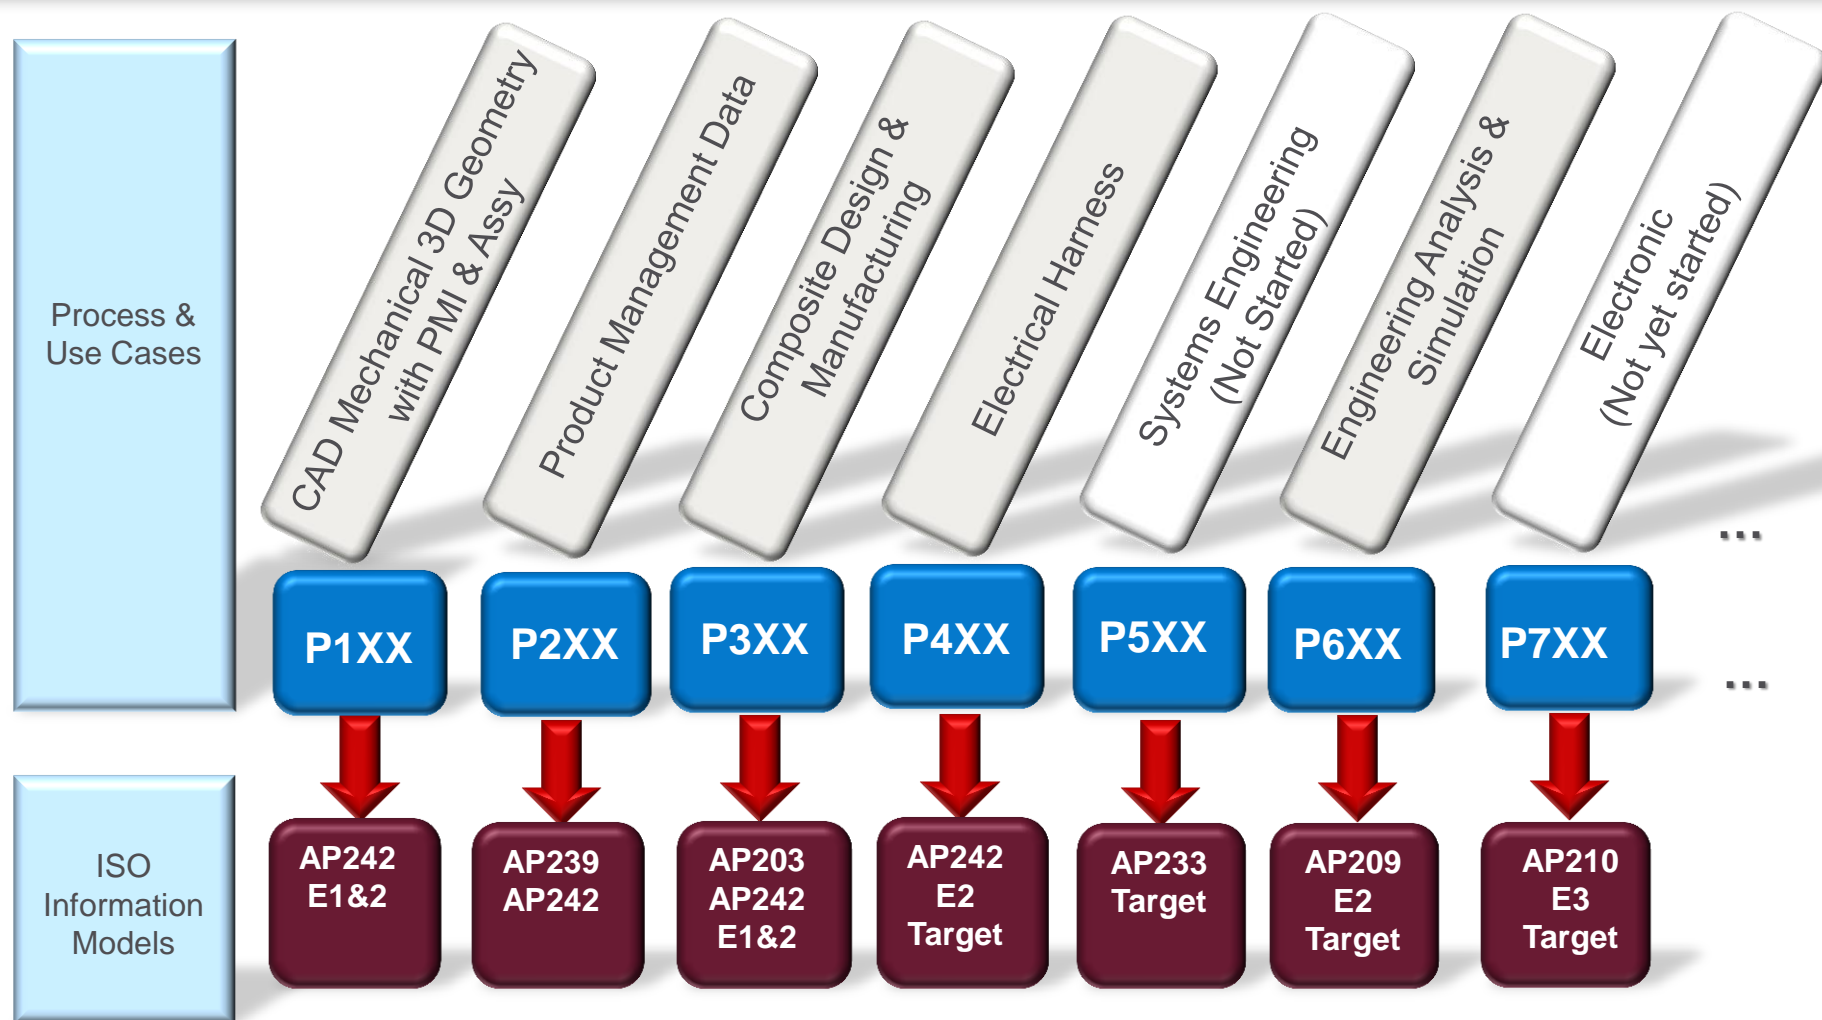 Process &
Use Cases
CAD Mechanical 3D Geometry
with PMI & Assy
Product Management Data
Composite Design &
Manufacturing
Electrical Harness
Systems Engineering
(Not Started)
Engineering Analysis &
Simulation
Electronic
(Not yet started)
...
P1XX
P2XX
P3XX
P4XX
P5XX
P6XX
P7XX
...
ISO
Information
Models
AP242
E1&2
AP239
AP242
AP203
AP242
E1&2
AP242
E2
Target
AP233
Target
AP209
E2
Target
AP210
E3
Target